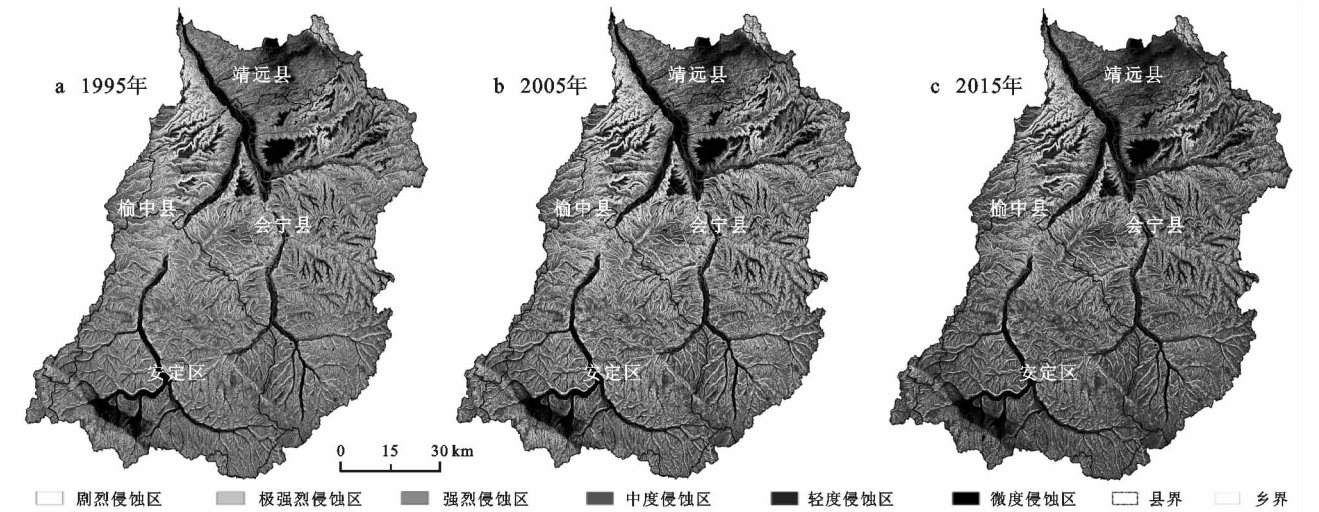 a 1995年
靖远县
榆中县
会宁县
安定区
b 2005年
靖远县
榆中县
会宁县
安定区
c 2015年
靖远县
榆中县
会宁县
安定区
0 15 30 km
剧烈侵蚀区 极强烈侵蚀区 强烈侵蚀区 中度侵蚀区 轻度侵蚀区 微度侵蚀区 县界 乡界